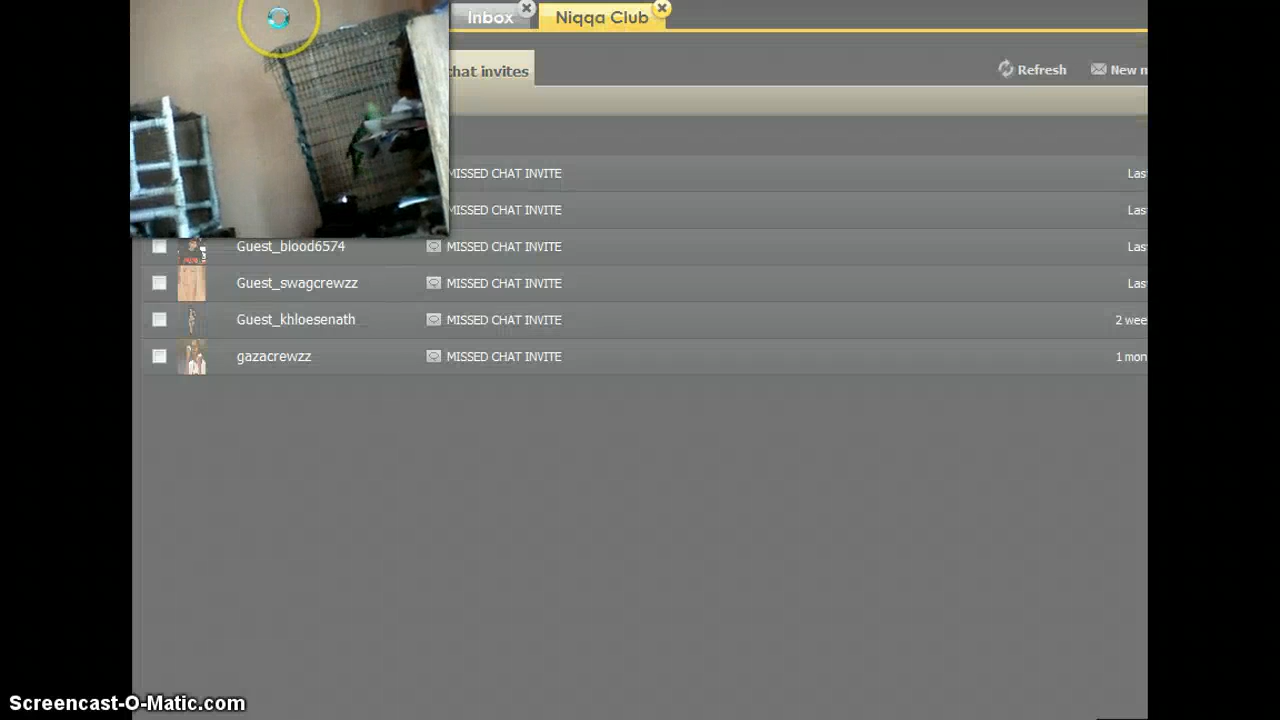 Inbox
Niqqa Club
chat invites
Refresh
New m
MISSED CHAT INVITE
Las
MISSED CHAT INVITE
Las
Guest_blood6574
MISSED CHAT INVITE
Las
Guest_swagcrewzz
MISSED CHAT INVITE
Las
Guest_khloesenath
MISSED CHAT INVITE
2 wee
gazacrewzz
MISSED CHAT INVITE
1 mon
Screencast-O-Matic.com